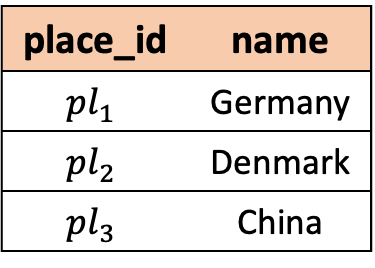 place_id name
pl₁ Germany
pl₂ Denmark
pl₃ China